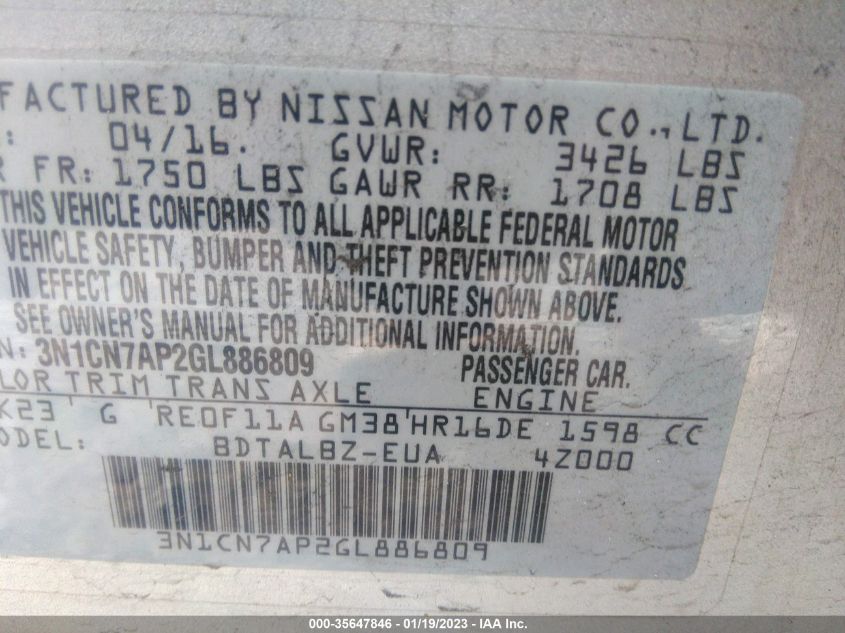 FACTURED BY NISSAN MOTOR CO., LTD.
: 04/16. GVWR: 3426 LBS
R FR: 1750 LBS GAWR RR: 1708 LBS
THIS VEHICLE CONFORMS TO ALL APPLICABLE FEDERAL MOTOR
VEHICLE SAFETY, BUMPER AND THEFT PREVENTION STANDARDS
IN EFFECT ON THE DATE OF MANUFACTURE SHOWN ABOVE.
SEE OWNER'S MANUAL FOR ADDITIONAL INFORMATION.
N: 3N1CN7AP2GL886809 PASSENGER CAR.
LOR TRIM TRANS AXLE ENGINE
K23 G RE0F11A GM38 HR16DE 1598 CC
ODEL: BDTALBZ-EUA 4Z000
3N1CN7AP2GL886809
000-35647846 - 01/19/2023 - IAA Inc.